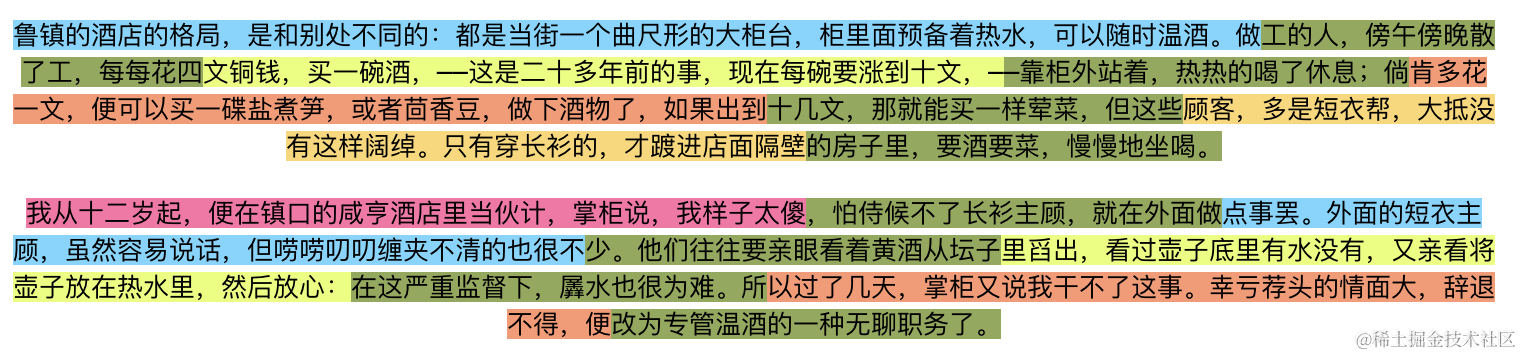 鲁镇的酒店的格局，是和别处不同的：都是当街一个曲尺形的大柜台，柜里面预备着热水，可以随时温酒。做工的人，傍午傍晚散
了工，每每花四文铜钱，买一碗酒，——这是二十多年前的事，现在每碗要涨到十文，——靠柜外站着，热热的喝了休息；倘肯多花
一文，便可以买一碟盐煮笋，或者茴香豆，做下酒物了，如果出到十几文，那就能买一样荤菜，但这些顾客，多是短衣帮，大抵没
有这样阔绰。只有穿长衫的，才踱进店面隔壁的房子里，要酒要菜，慢慢地坐喝。
我从十二岁起，便在镇口的咸亨酒店里当伙计，掌柜说，我样子太傻，怕侍候不了长衫主顾，就在外面做点事罢。外面的短衣主
顾，虽然容易说话，但唠唠叨叨缠夹不清的也很不少。他们往往要亲眼看着黄酒从坛子里舀出，看过壶子底里有水没有，又亲看将
壶子放在热水里，然后放心：在这严重监督下，羼水也很为难。所以过了几天，掌柜又说我干不了这事。幸亏荐头的情面大，辞退
不得，便改为专管温酒的一种无聊职务了。
@稀土掘金技术社区